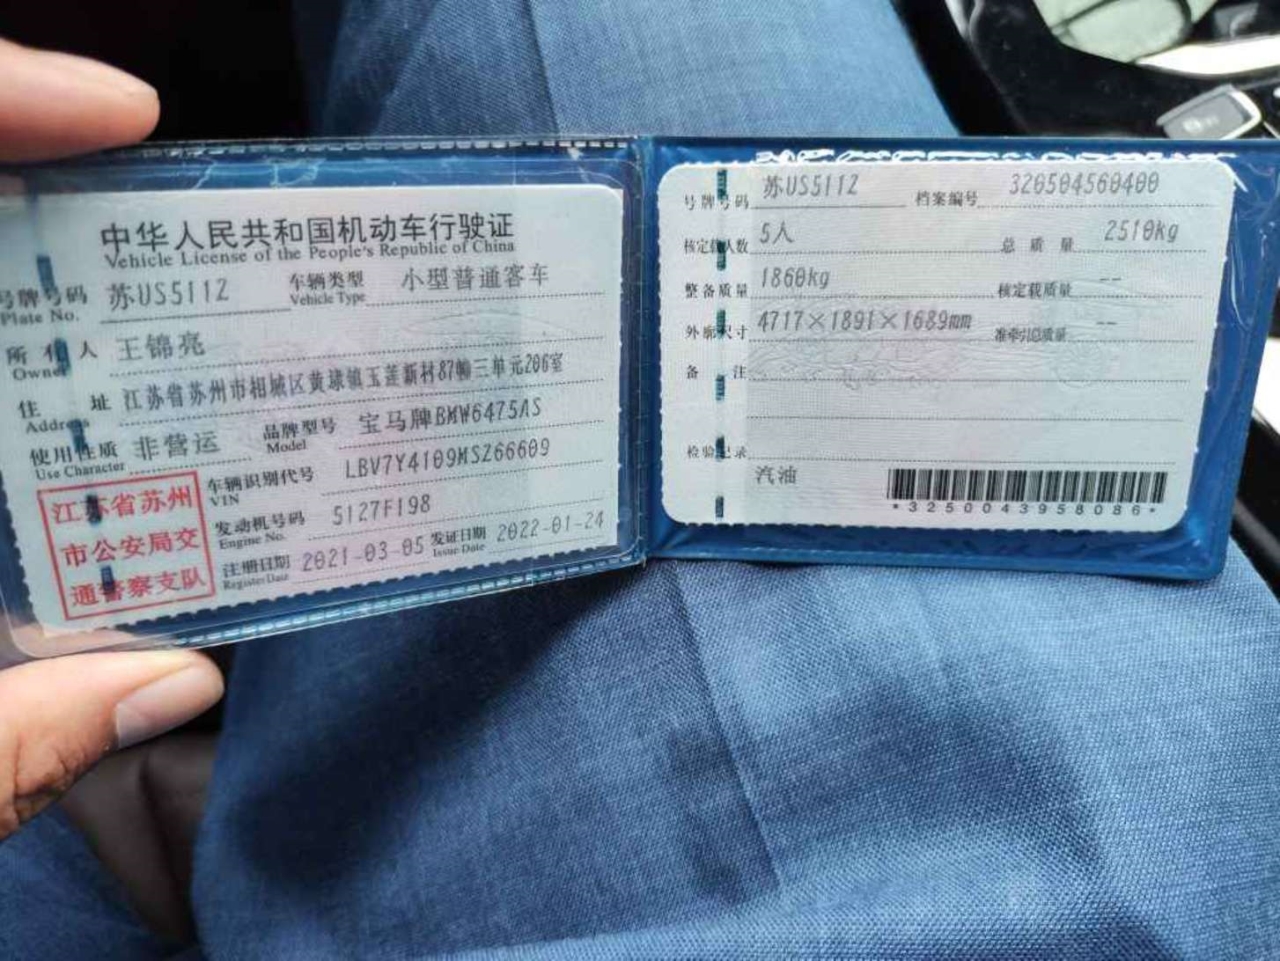 中华人民共和国机动车行驶证
Vehicle License of the People's Republic of China
号牌号码 苏US5112 车辆类型 小型普通客车
Plate No. Vehicle Type
所有人 王锦亮
Owner
住址 江苏省苏州市相城区黄埭镇玉莲新村87幢三单元206室
Address
使用性质 非营运 品牌型号 宝马牌BMW6475AS
Use Character Model
车辆识别代号 LBV7Y4109MSZ66609
VIN
发动机号码 5127F198
Engine No.
注册日期 2021-03-05 发证日期 2022-01-24
Register Date Issue Date
江苏省苏州
市公安局交
通警察支队
号牌号码 苏US5112 档案编号 320504560400
核定载人数 5人 总质量 2510kg
整备质量 1860kg 核定载质量 --
外廓尺寸 4717×1891×1689mm 准牵引总质量 --
备注
检验记录
汽油
*3250043958086*